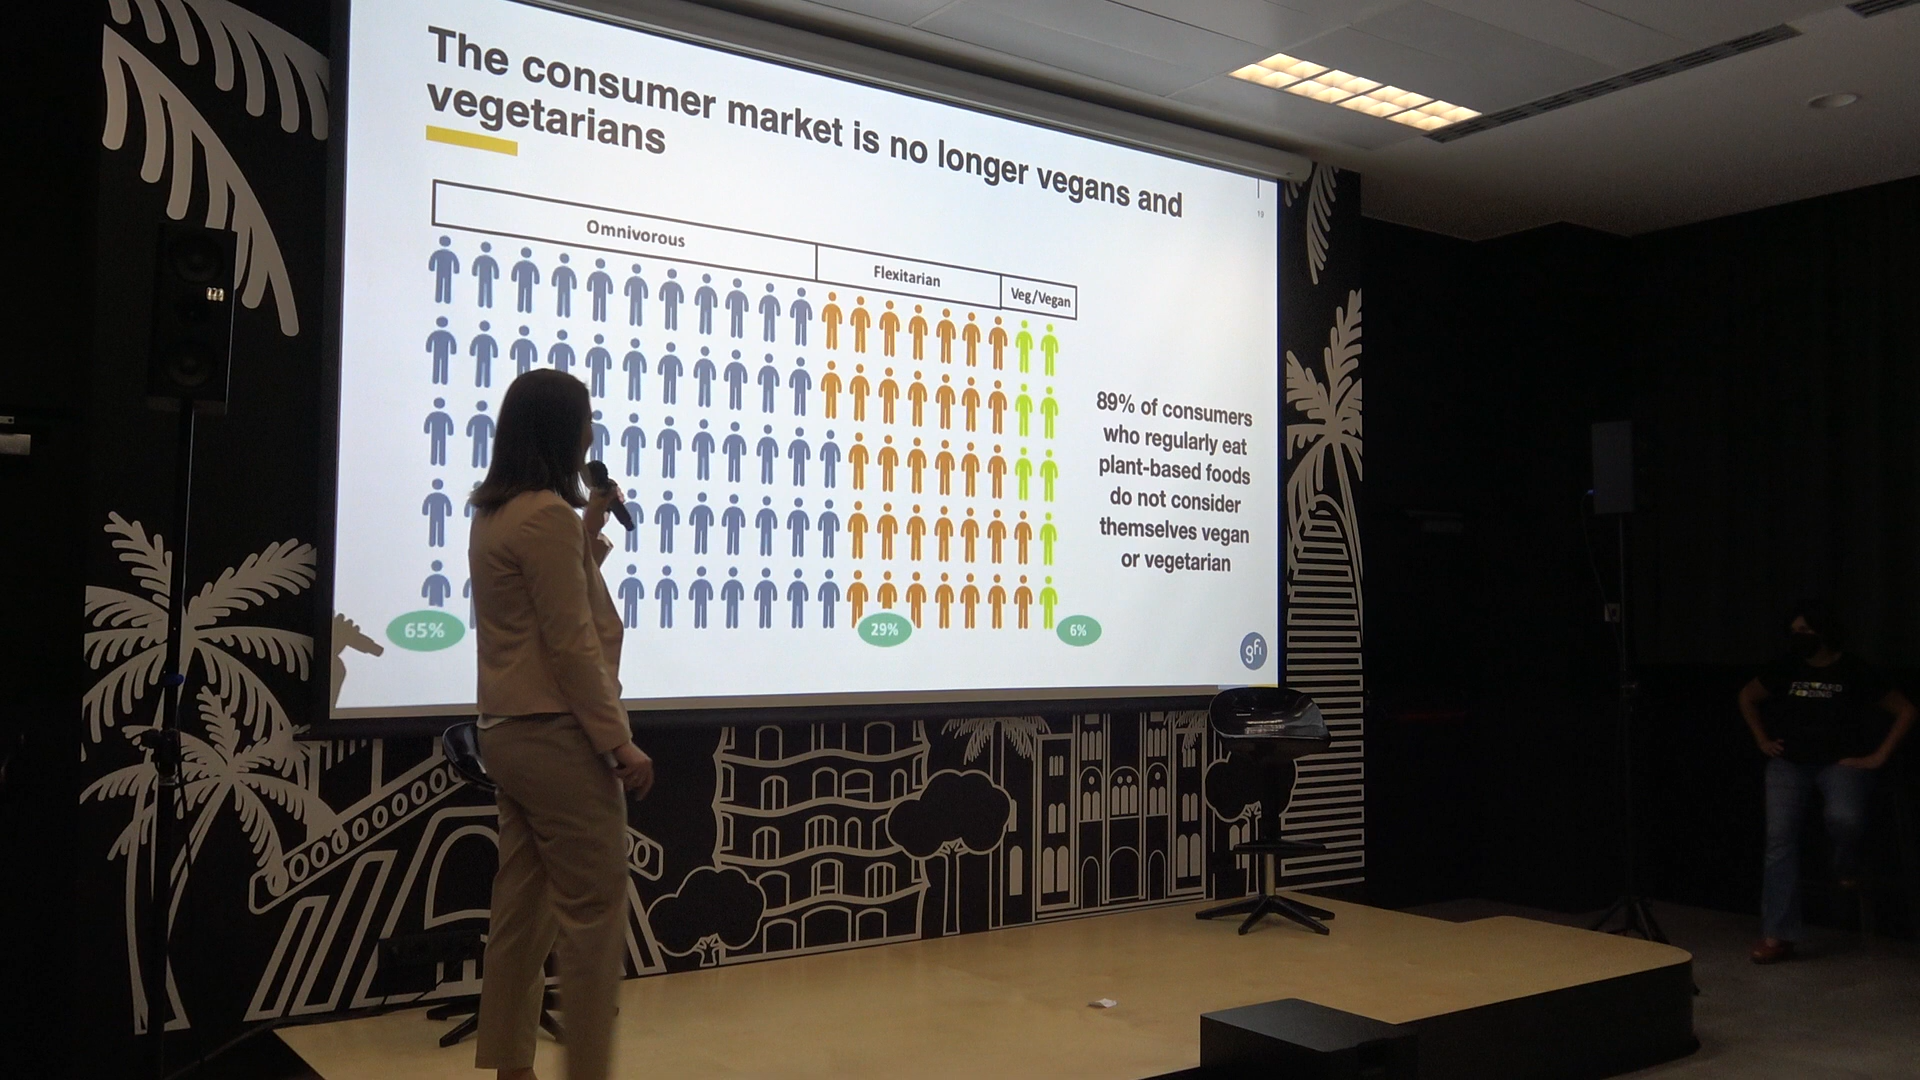 The consumer market is no longer vegans and
vegetarians
19
Omnivorous
Flexitarian
Veg/Vegan
89% of consumers
who regularly eat
plant-based foods
do not consider
themselves vegan
or vegetarian
65%
29%
6%
gfi